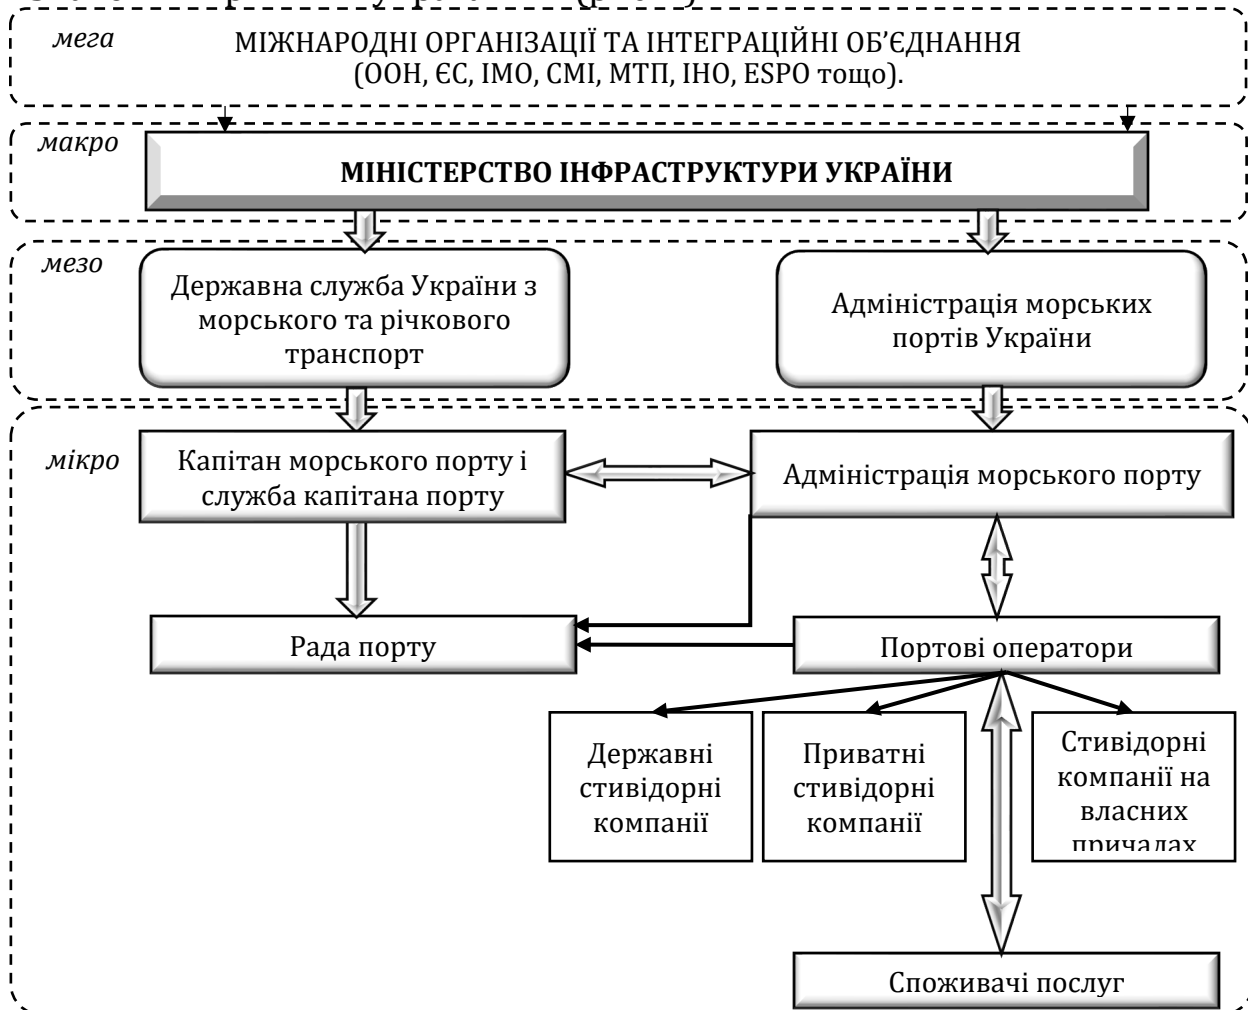 мега
МІЖНАРОДНІ ОРГАНІЗАЦІЇ ТА ІНТЕГРАЦІЙНІ ОБ’ЄДНАННЯ
(ООН, ЄС, ІМО, СМІ, МТП, ІНО, ESPO тощо).
макро
МІНІСТЕРСТВО ІНФРАСТРУКТУРИ УКРАЇНИ
мезо
Державна служба України з
морського та річкового
транспорт
Адміністрація морських
портів України
мікро
Капітан морського порту і
служба капітана порту
Адміністрація морського порту
Рада порту
Портові оператори
Державні
стивідорні
компанії
Приватні
стивідорні
компанії
Стивідорні
компанії на
власних
причалах
Споживачі послуг